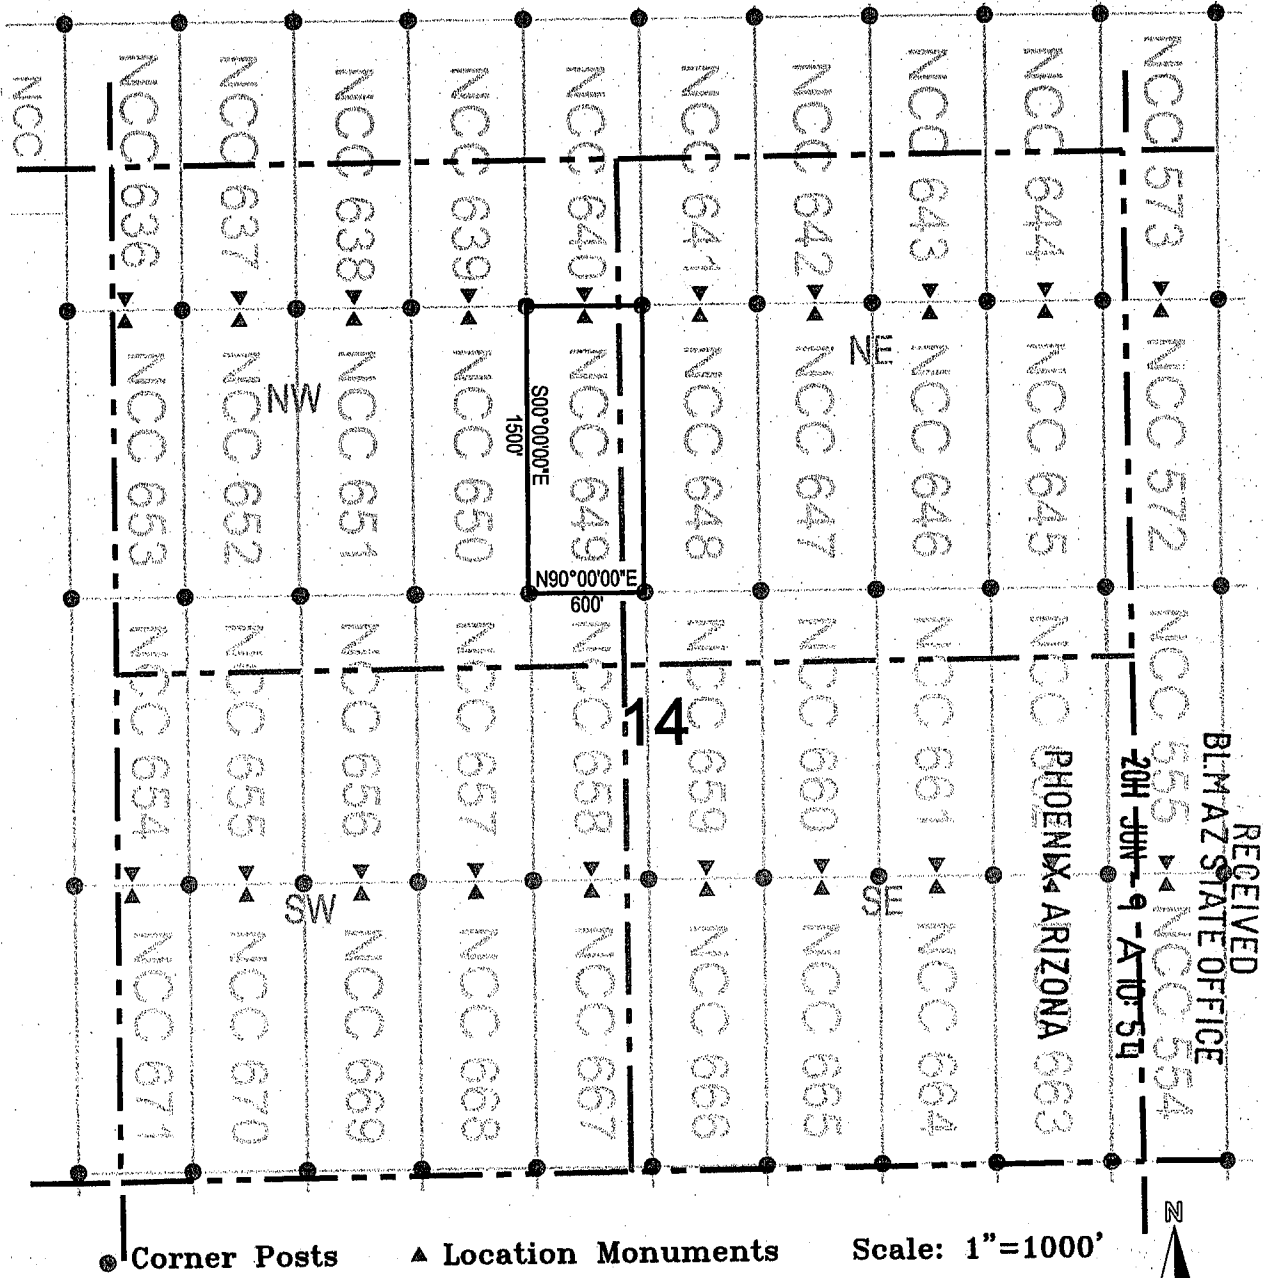 NCC
NCC 636
NCC 637
NCC 638
NCC 639
NCC 640
NCC 641
NCC 642
NCC 643
NCC 644
NCC 573
NW
NE
NCC 653
NCC 652
NCC 651
NCC 650
S00°00'00"E
1500'
NCC 649
N90°00'00"E
600'
NCC 648
NCC 647
NCC 646
NCC 645
NCC 572
14
NCC 654
NCC 655
NCC 656
NCC 657
NCC 658
NCC 659
NCC 660
NCC 661
NCC
NCC 555
RECEIVED
BLM AZ STATE OFFICE
JUN -9 A 10: 54
PHOENIX ARIZONA
SW
SE
NCC 671
NCC 670
NCC 669
NCC 668
NCC 667
NCC 666
NCC 665
NCC 664
663
NCC 554
N
Corner Posts
Location Monuments
Scale: 1"=1000'